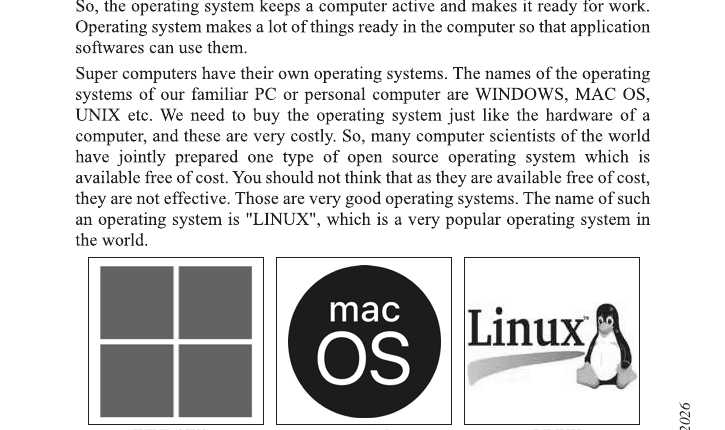 So, the operating system keeps a computer active and makes it ready for work.
Operating system makes a lot of things ready in the computer so that application
softwares can use them.
Super computers have their own operating systems. The names of the operating
systems of our familiar PC or personal computer are WINDOWS, MAC OS,
UNIX etc. We need to buy the operating system just like the hardware of a
computer, and these are very costly. So, many computer scientists of the world
have jointly prepared one type of open source operating system which is
available free of cost. You should not think that as they are available free of cost,
they are not effective. Those are very good operating systems. The name of such
an operating system is "LINUX", which is a very popular operating system in
the world.
mac
OS
Linux™
2026